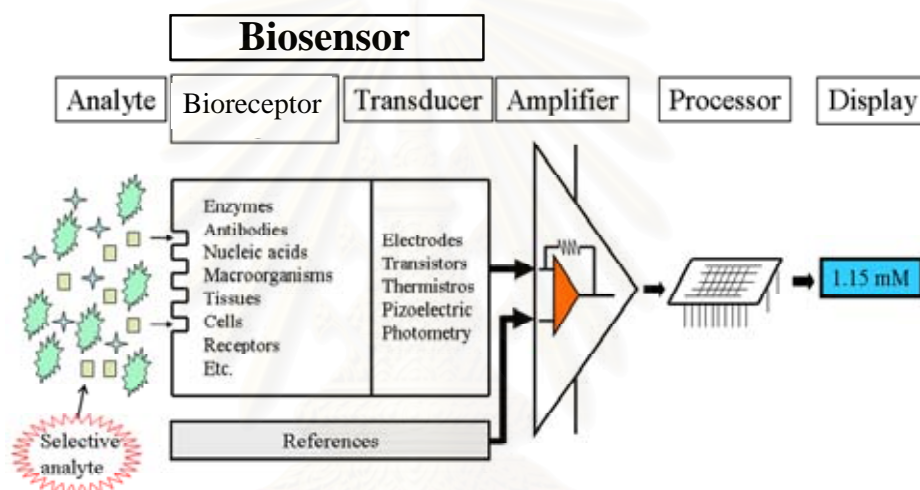 Biosensor
Analyte
Bioreceptor
Transducer
Amplifier
Processor
Display
Enzymes
Antibodies
Nucleic acids
Macroorganisms
Tissues
Cells
Receptors
Etc.
Electrodes
Transistors
Thermistros
Pizoelectric
Photometry
1.15 mM
References
Selective
analyte